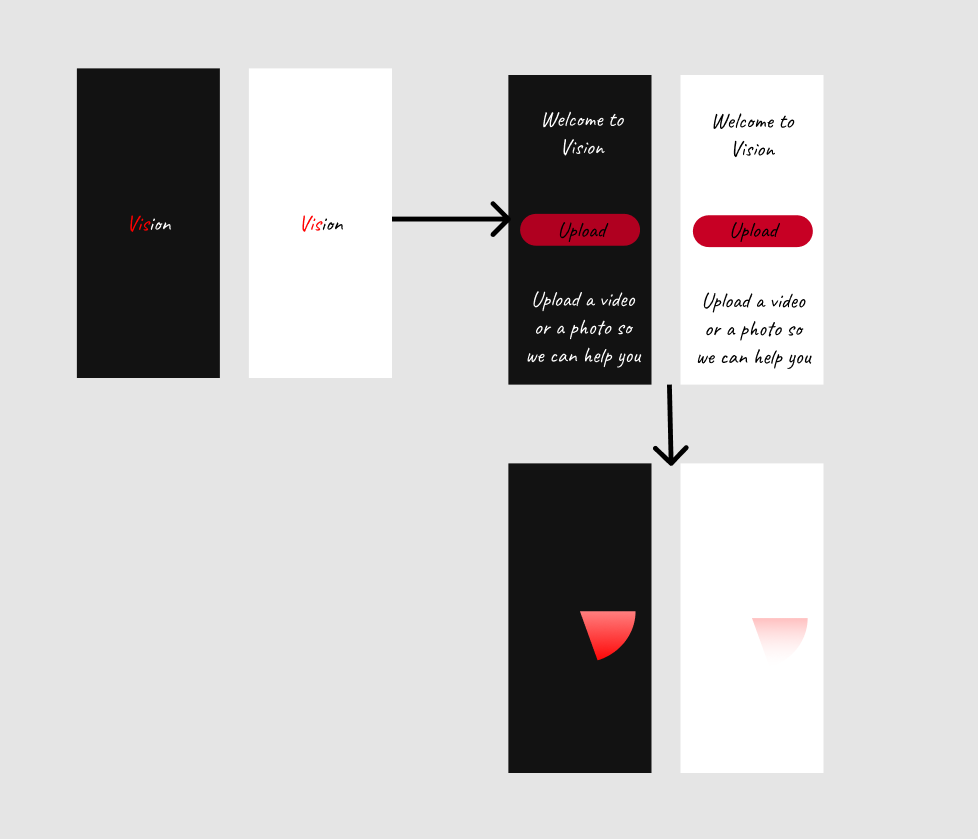 Vision
Vision
Welcome to
Vision
Upload
Upload a video
or a photo so
we can help you
Welcome to
Vision
Upload
Upload a video
or a photo so
we can help you